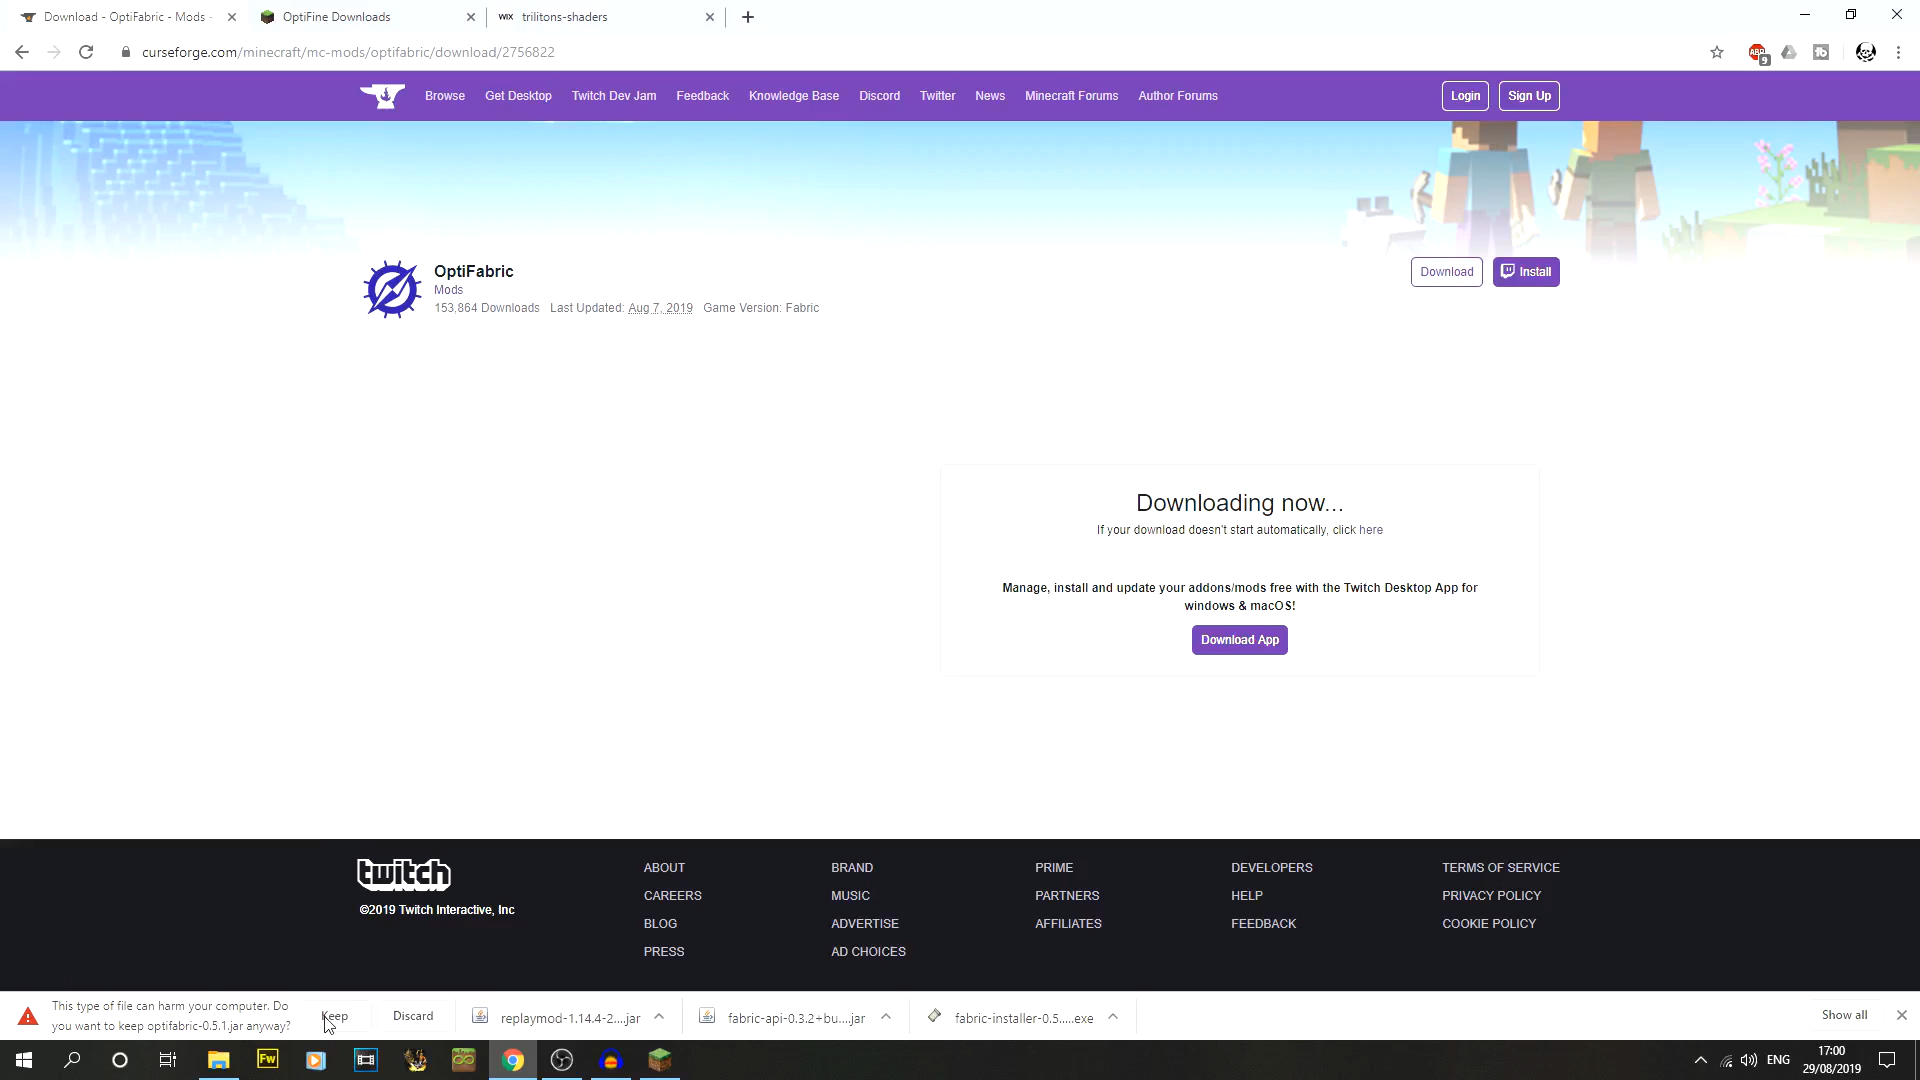 Download - OptiFabric - Mods -
OptiFine Downloads
WIX trilitons-shaders
curseforge.com/minecraft/mc-mods/optifabric/download/2756822
ABP
9
Browse
Get Desktop
Twitch Dev Jam
Feedback
Knowledge Base
Discord
Twitter
News
Minecraft Forums
Author Forums
Login
Sign Up
OptiFabric
Mods
153,864 Downloads Last Updated: Aug 7, 2019 Game Version: Fabric
Download
Install
Downloading now...
If your download doesn't start automatically, click here
Manage, install and update your addons/mods free with the Twitch Desktop App for
windows & macOS!
Download App
twitch
©2019 Twitch Interactive, Inc
ABOUT
CAREERS
BLOG
PRESS
BRAND
MUSIC
ADVERTISE
AD CHOICES
PRIME
PARTNERS
AFFILIATES
DEVELOPERS
HELP
FEEDBACK
TERMS OF SERVICE
PRIVACY POLICY
COOKIE POLICY
This type of file can harm your computer. Do
you want to keep optifabric-0.5.1.jar anyway?
Keep
Discard
replaymod-1.14.4-2....jar
fabric-api-0.3.2+bu....jar
fabric-installer-0.5.....exe
Show all
Fw
ENG
17:00
29/08/2019